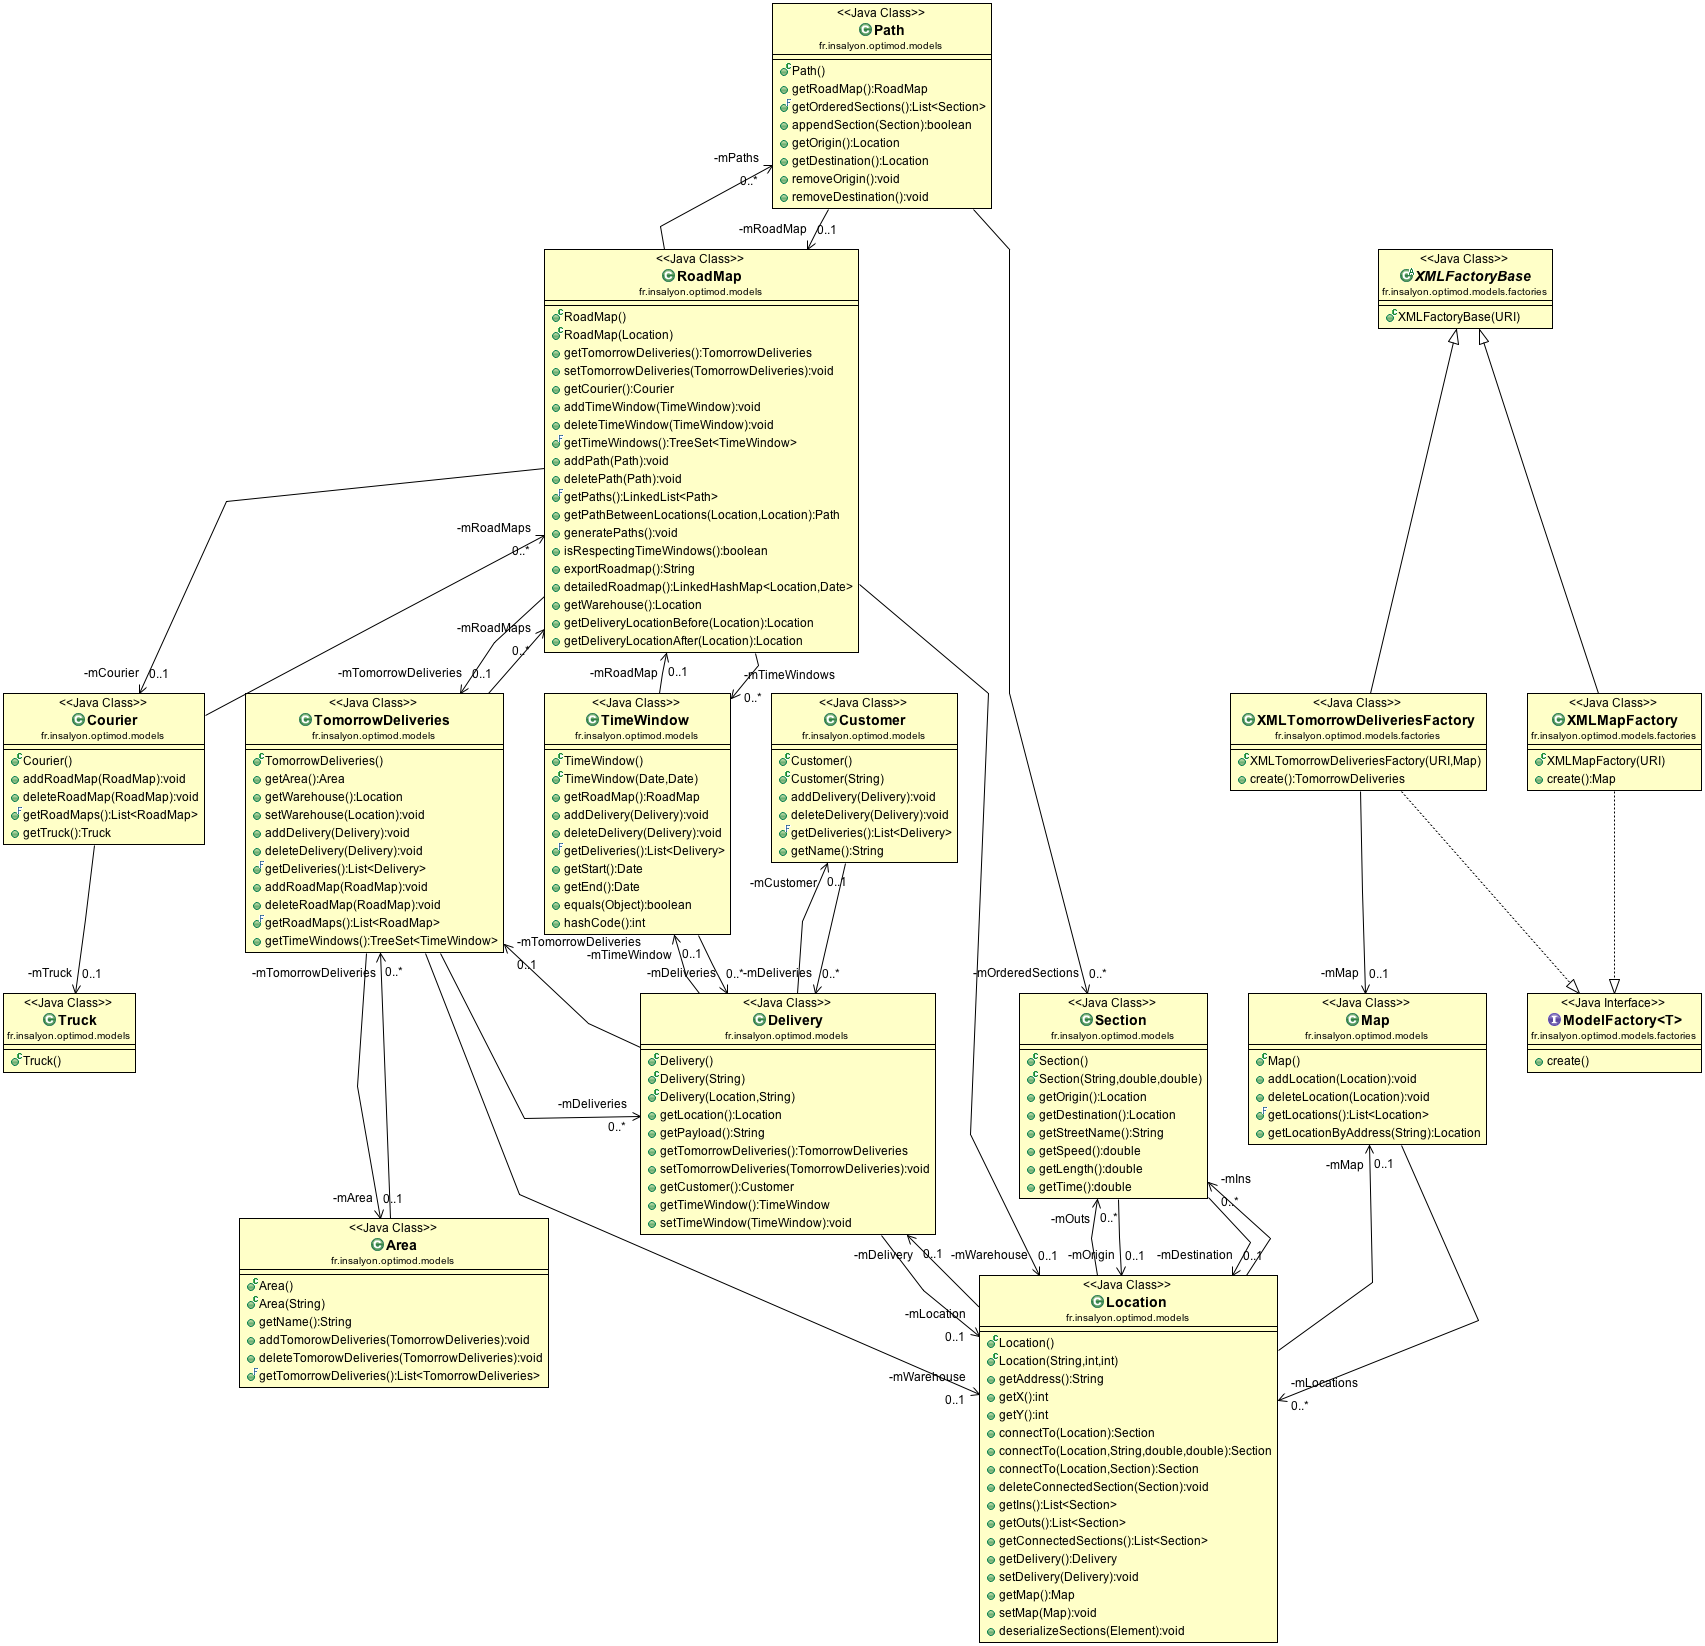 <<Java Class>>
Path
fr.insalyon.optimod.models
Path()
getRoadMap():RoadMap
getOrderedSections():List<Section>
appendSection(Section):boolean
getOrigin():Location
getDestination():Location
removeOrigin():void
removeDestination():void
-mPaths
0..*
-mRoadMap
0..1
<<Java Class>>
RoadMap
fr.insalyon.optimod.models
RoadMap()
RoadMap(Location)
getTomorrowDeliveries():TomorrowDeliveries
setTomorrowDeliveries(TomorrowDeliveries):void
getCourier():Courier
addTimeWindow(TimeWindow):void
deleteTimeWindow(TimeWindow):void
getTimeWindows():TreeSet<TimeWindow>
addPath(Path):void
deletePath(Path):void
getPaths():LinkedList<Path>
getPathBetweenLocations(Location,Location):Path
generatePaths():void
isRespectingTimeWindows():boolean
exportRoadmap():String
detailedRoadmap():LinkedHashMap<Location,Date>
getWarehouse():Location
getDeliveryLocationBefore(Location):Location
getDeliveryLocationAfter(Location):Location
<<Java Class>>
XMLFactoryBase
fr.insalyon.optimod.models.factories
XMLFactoryBase(URI)
-mRoadMaps
0..*
-mRoadMaps
0..*
-mCourier
0..1
-mTomorrowDeliveries
0..1
-mRoadMap
0..1
-mTimeWindows
0..*
<<Java Class>>
Courier
fr.insalyon.optimod.models
Courier()
addRoadMap(RoadMap):void
deleteRoadMap(RoadMap):void
getRoadMaps():List<RoadMap>
getTruck():Truck
<<Java Class>>
TomorrowDeliveries
fr.insalyon.optimod.models
TomorrowDeliveries()
getArea():Area
getWarehouse():Location
setWarehouse(Location):void
addDelivery(Delivery):void
deleteDelivery(Delivery):void
getDeliveries():List<Delivery>
addRoadMap(RoadMap):void
deleteRoadMap(RoadMap):void
getRoadMaps():List<RoadMap>
getTimeWindows():TreeSet<TimeWindow>
<<Java Class>>
TimeWindow
fr.insalyon.optimod.models
TimeWindow()
TimeWindow(Date,Date)
getRoadMap():RoadMap
addDelivery(Delivery):void
deleteDelivery(Delivery):void
getDeliveries():List<Delivery>
getStart():Date
getEnd():Date
equals(Object):boolean
hashCode():int
<<Java Class>>
Customer
fr.insalyon.optimod.models
Customer()
Customer(String)
addDelivery(Delivery):void
deleteDelivery(Delivery):void
getDeliveries():List<Delivery>
getName():String
<<Java Class>>
XMLTomorrowDeliveriesFactory
fr.insalyon.optimod.models.factories
XMLTomorrowDeliveriesFactory(URI,Map)
create():TomorrowDeliveries
<<Java Class>>
XMLMapFactory
fr.insalyon.optimod.models.factories
XMLMapFactory(URI)
create():Map
-mCustomer
0..1
-mTomorrowDeliveries
0..1
-mTimeWindow
0..1
-mDeliveries
0..*
-mDeliveries
0..*
-mTruck
0..1
-mTomorrowDeliveries
0..*
-mOrderedSections
0..*
-mMap
0..1
<<Java Class>>
Truck
fr.insalyon.optimod.models
Truck()
<<Java Class>>
Delivery
fr.insalyon.optimod.models
Delivery()
Delivery(String)
Delivery(Location,String)
getLocation():Location
getPayload():String
getTomorrowDeliveries():TomorrowDeliveries
setTomorrowDeliveries(TomorrowDeliveries):void
getCustomer():Customer
getTimeWindow():TimeWindow
setTimeWindow(TimeWindow):void
<<Java Class>>
Section
fr.insalyon.optimod.models
Section()
Section(String,double,double)
getOrigin():Location
getDestination():Location
getStreetName():String
getSpeed():double
getLength():double
getTime():double
<<Java Class>>
Map
fr.insalyon.optimod.models
Map()
addLocation(Location):void
deleteLocation(Location):void
getLocations():List<Location>
getLocationByAddress(String):Location
<<Java Interface>>
ModelFactory<T>
fr.insalyon.optimod.models.factories
create()
-mDeliveries
0..*
-mArea
0..1
-mMap
0..1
-mIns
0..*
-mOuts
0..*
-mDelivery
0..1
-mWarehouse
0..1
-mOrigin
0..1
-mDestination
0..1
<<Java Class>>
Area
fr.insalyon.optimod.models
Area()
Area(String)
getName():String
addTomorowDeliveries(TomorrowDeliveries):void
deleteTomorowDeliveries(TomorrowDeliveries):void
getTomorrowDeliveries():List<TomorrowDeliveries>
-mLocation
0..1
-mWarehouse
0..1
-mLocations
0..*
<<Java Class>>
Location
fr.insalyon.optimod.models
Location()
Location(String,int,int)
getAddress():String
getX():int
getY():int
connectTo(Location):Section
connectTo(Location,String,double,double):Section
connectTo(Location,Section):Section
deleteConnectedSection(Section):void
getIns():List<Section>
getOuts():List<Section>
getConnectedSections():List<Section>
getDelivery():Delivery
setDelivery(Delivery):void
getMap():Map
setMap(Map):void
deserializeSections(Element):void